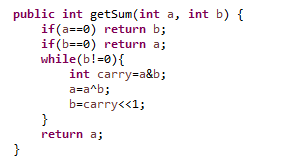 public int getSum(int a, int b) {
    if(a==0) return b;
    if(b==0) return a;
    while(b!=0){
        int carry=a&b;
        a=a^b;
        b=carry<<1;
    }
    return a;
}